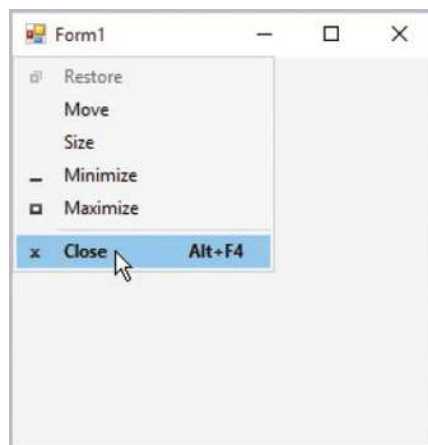 Form1
Restore
Move
Size
Minimize
Maximize
Close Alt+F4